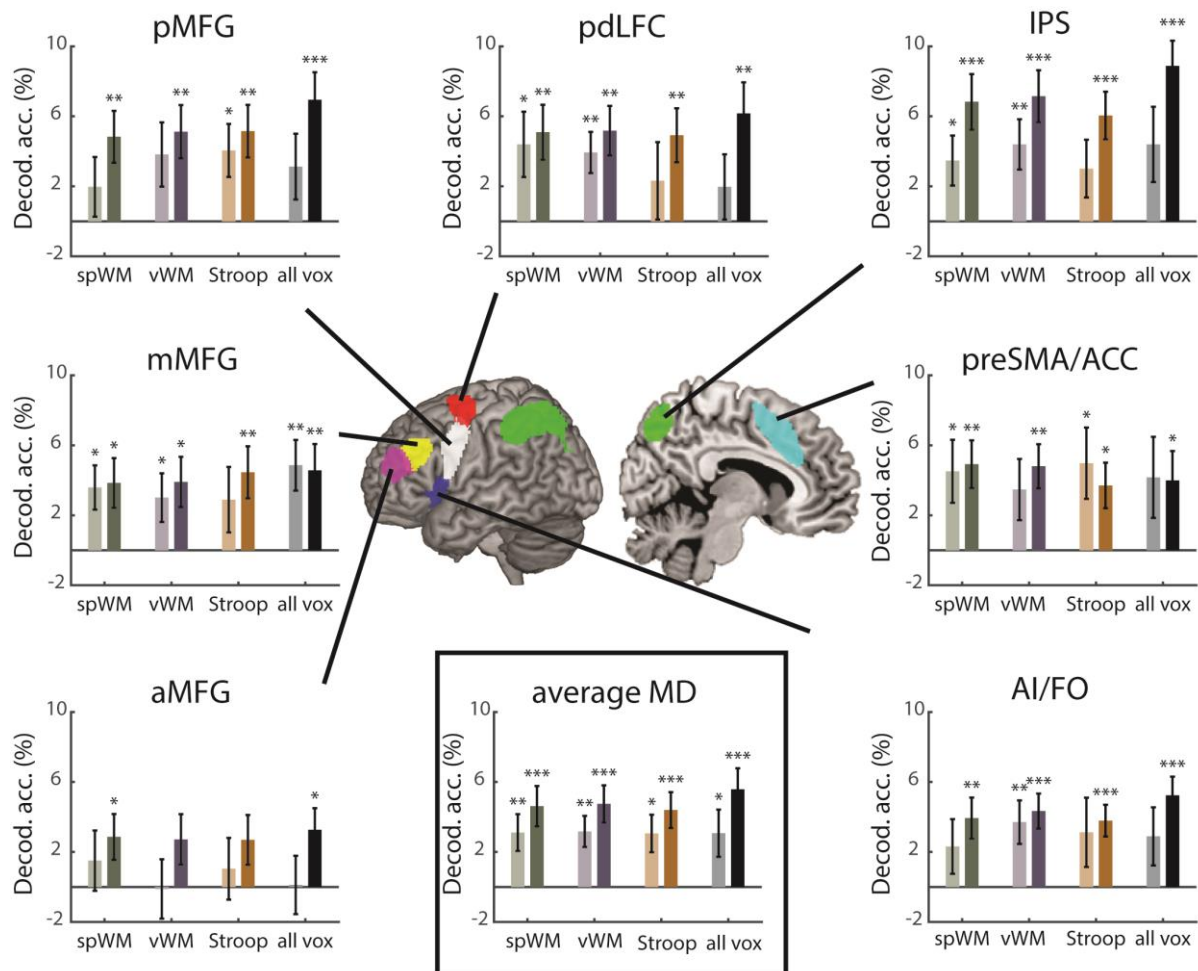 pMFG
Decod. acc. (%)
10
6
2
-2
** ** * ** ***
spWM vWM Stroop all vox
pdLFC
Decod. acc. (%)
10
6
2
-2
* ** ** ** ** **
spWM vWM Stroop all vox
IPS
Decod. acc. (%)
10
6
2
-2
* *** ** *** *** ***
spWM vWM Stroop all vox
mMFG
Decod. acc. (%)
10
6
2
-2
* * * * ** ** **
spWM vWM Stroop all vox
preSMA/ACC
Decod. acc. (%)
10
6
2
-2
* ** ** * * *
spWM vWM Stroop all vox
aMFG
Decod. acc. (%)
10
6
2
-2
* *
spWM vWM Stroop all vox
average MD
Decod. acc. (%)
10
6
2
-2
** *** ** *** * *** * ***
spWM vWM Stroop all vox
AI/FO
Decod. acc. (%)
10
6
2
-2
** ** *** *** ***
spWM vWM Stroop all vox